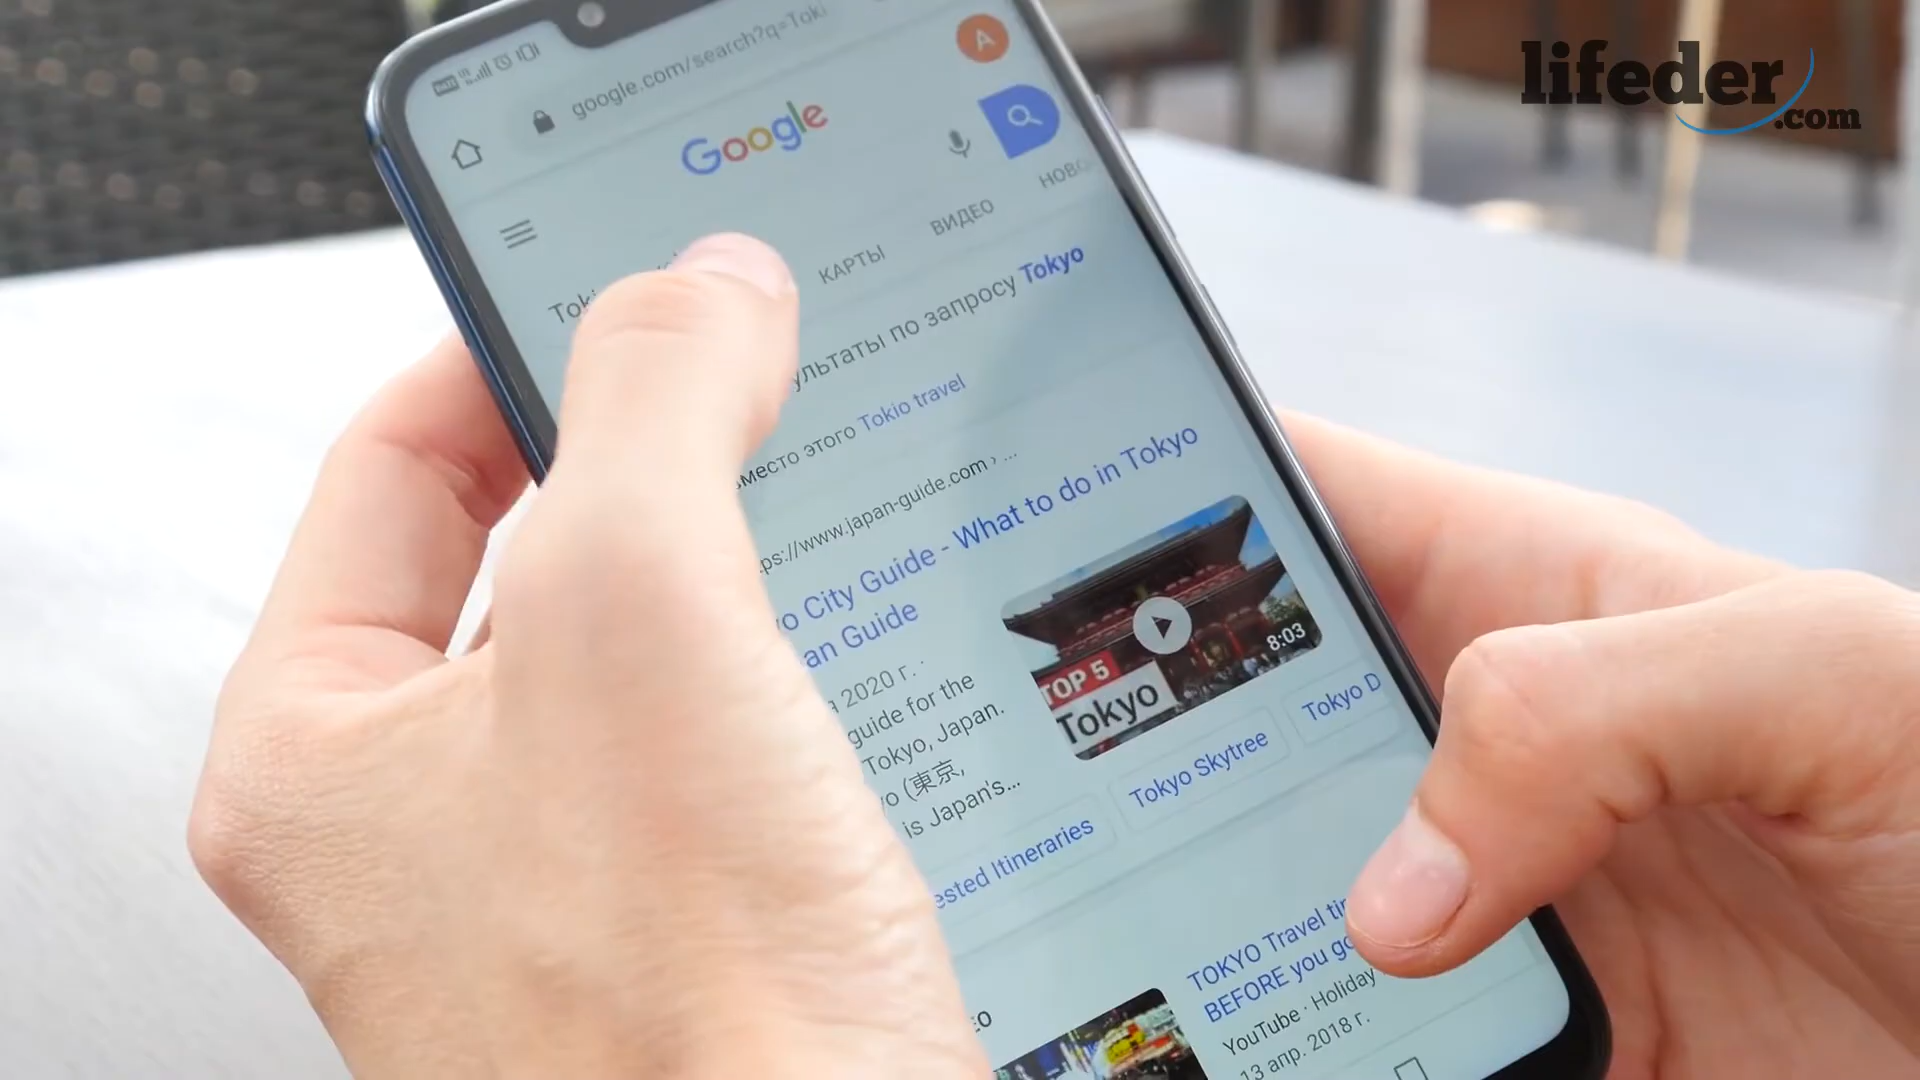 lifeder
.com
google.com/search?q=Toki
A
Google
НОВО
ВИДЕО
КАРТЫ
Toki
ультаты по запросу Tokyo
вместо этого Tokio travel
ps://www.japan-guide.com › ...
o City Guide - What to do in Tokyo
an Guide
2020 г. ·
guide for the
Tokyo, Japan.
o (東京,
is Japan's...
TOP 5
Tokyo
8:03
ested Itineraries
Tokyo Skytree
Tokyo D
ЕО
TOKYO Travel ti
BEFORE you go
YouTube · Holiday
13 апр. 2018 г.